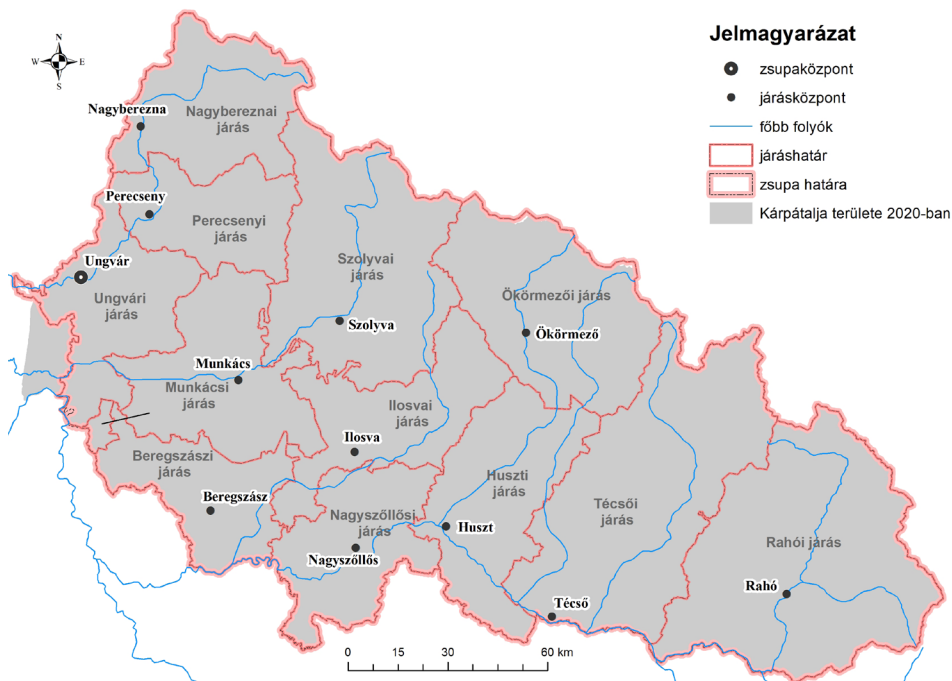 N
W E
S
Jelmagyarázat
zsupaközpont
járásközpont
főbb folyók
járáshatár
zsupa határa
Kárpátalja területe 2020-ban
Nagyberezna
Nagybereznai
járás
Perecseny
Perecsenyi
járás
Ungvár
Ungvári
járás
Szolyvai
járás
Szolyva
Ökörmezői járás
Ökörmező
Munkács
Munkácsi
járás
Ilosvai
járás
Ilosva
Beregszászi
járás
Beregszász
Nagyszőllősi
járás
Nagyszőllős
Huszti
járás
Huszt
Técsői
járás
Técső
Rahói járás
Rahó
0 15 30 60 km